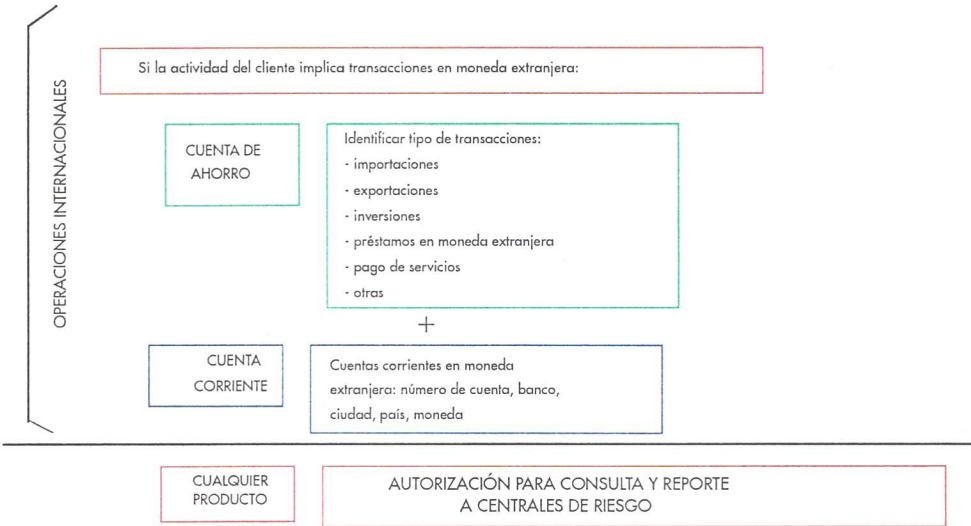 OPERACIONES INTERNACIONALES
Si la actividad del cliente implica transacciones en moneda extranjera:
CUENTA DE
AHORRO
Identificar tipo de transacciones:
- importaciones
- exportaciones
- inversiones
- préstamos en moneda extranjera
- pago de servicios
- otras
+
CUENTA
CORRIENTE
Cuentas corrientes en moneda
extranjera: número de cuenta, banco,
ciudad, país, moneda
CUALQUIER
PRODUCTO
AUTORIZACIÓN PARA CONSULTA Y REPORTE
A CENTRALES DE RIESGO